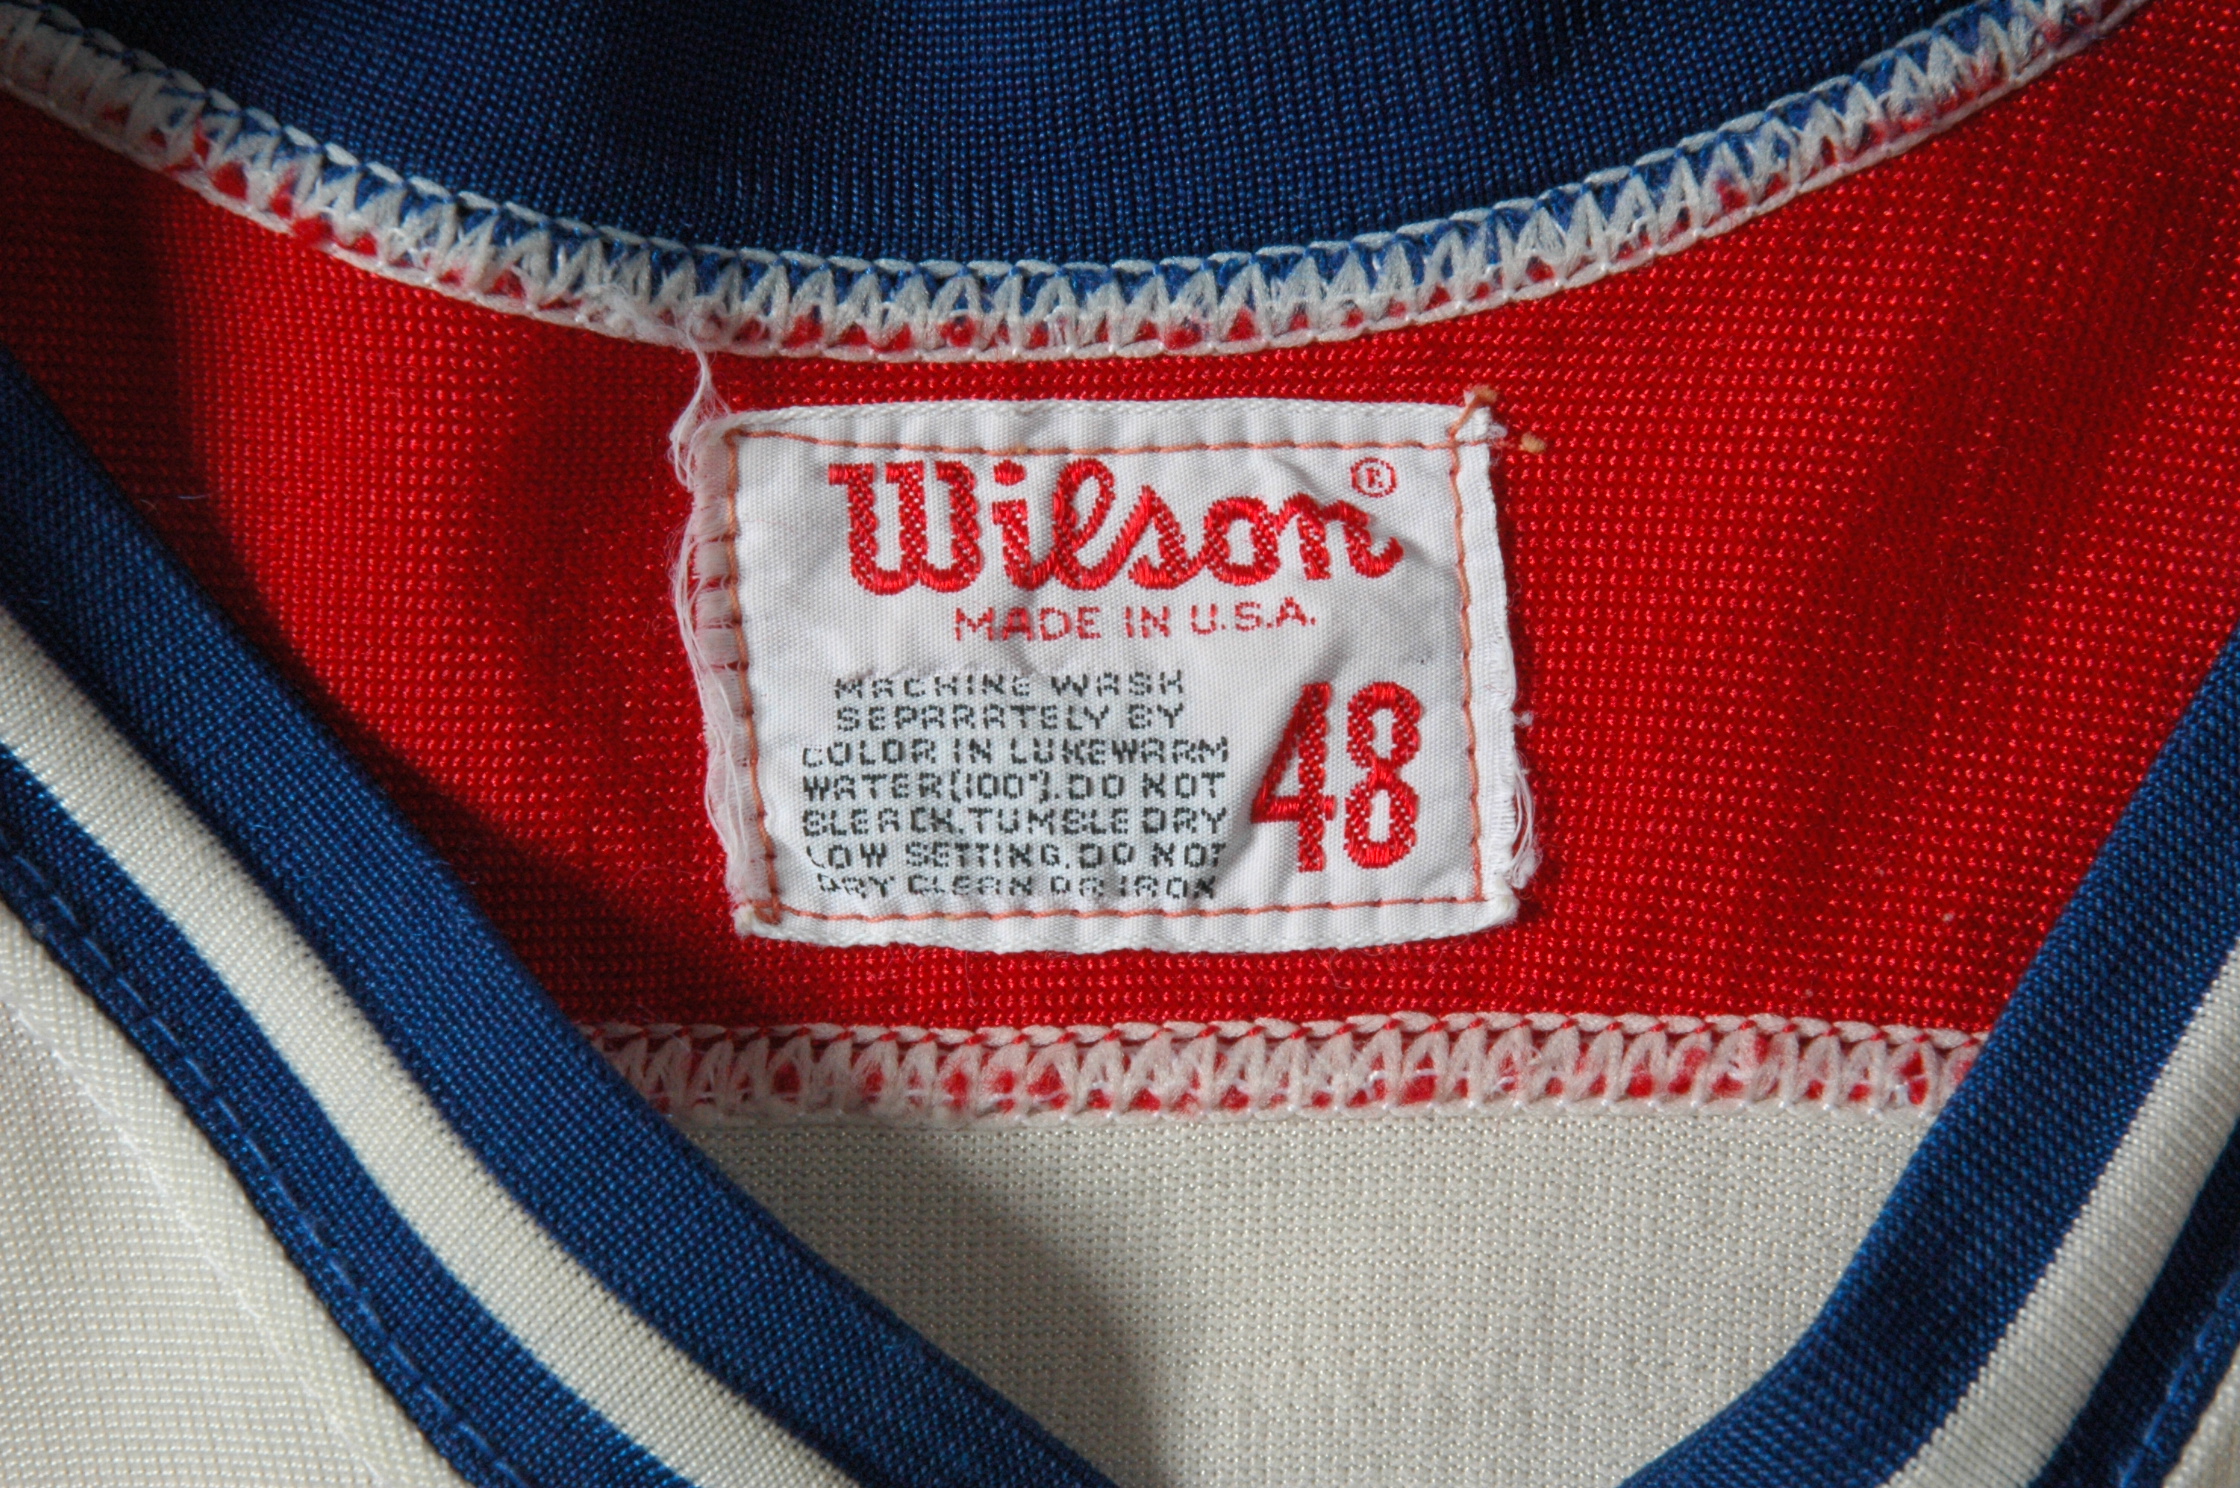 Wilson®
MADE IN U.S.A.
MACHINE WASH
SEPARATELY BY
COLOR IN LUKEWARM
WATER(100°).DO NOT
BLEACH.TUMBLE DRY
LOW SETTING.DO NOT
DRY CLEAN OR IRON
48